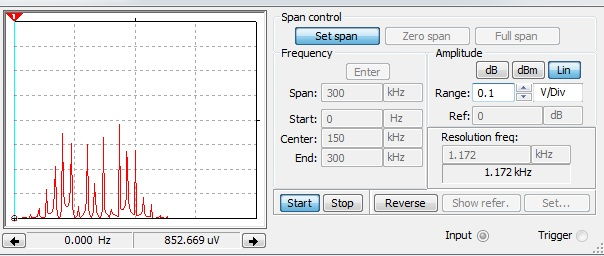 1
Span control
Set span Zero span Full span
Frequency
Enter
Span: 300 kHz
Start: 0 Hz
Center: 150 kHz
End: 300 kHz
Amplitude
dB dBm Lin
Range: 0.1 V/Div
Ref: 0 dB
Resolution freq:
1.172 kHz
1.172 kHz
Start Stop Reverse Show refer. Set...
0.000 Hz 852.669 uV
Input Trigger